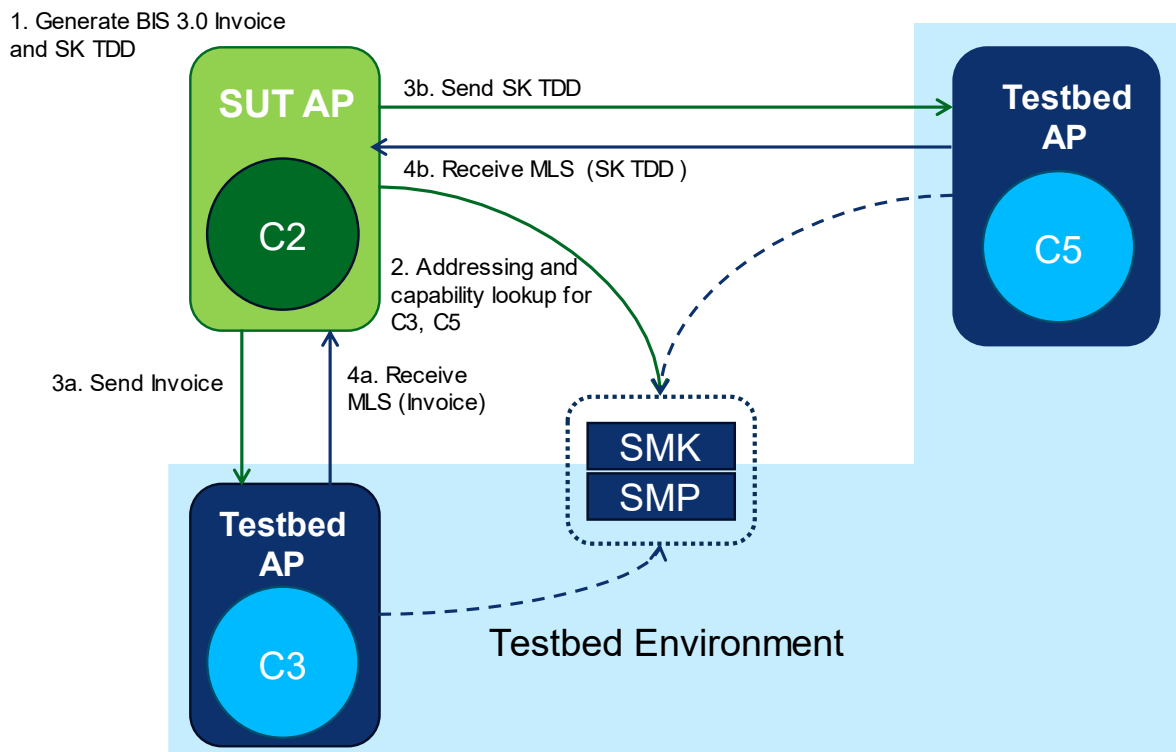 1. Generate BIS 3.0 Invoice
and SK TDD
SUT AP
C2
3b. Send SK TDD
4b. Receive MLS (SK TDD)
Testbed
AP
C5
2. Addressing and
capability lookup for
C3, C5
3a. Send Invoice
4a. Receive
MLS (Invoice)
SMK
SMP
Testbed
AP
C3
Testbed Environment